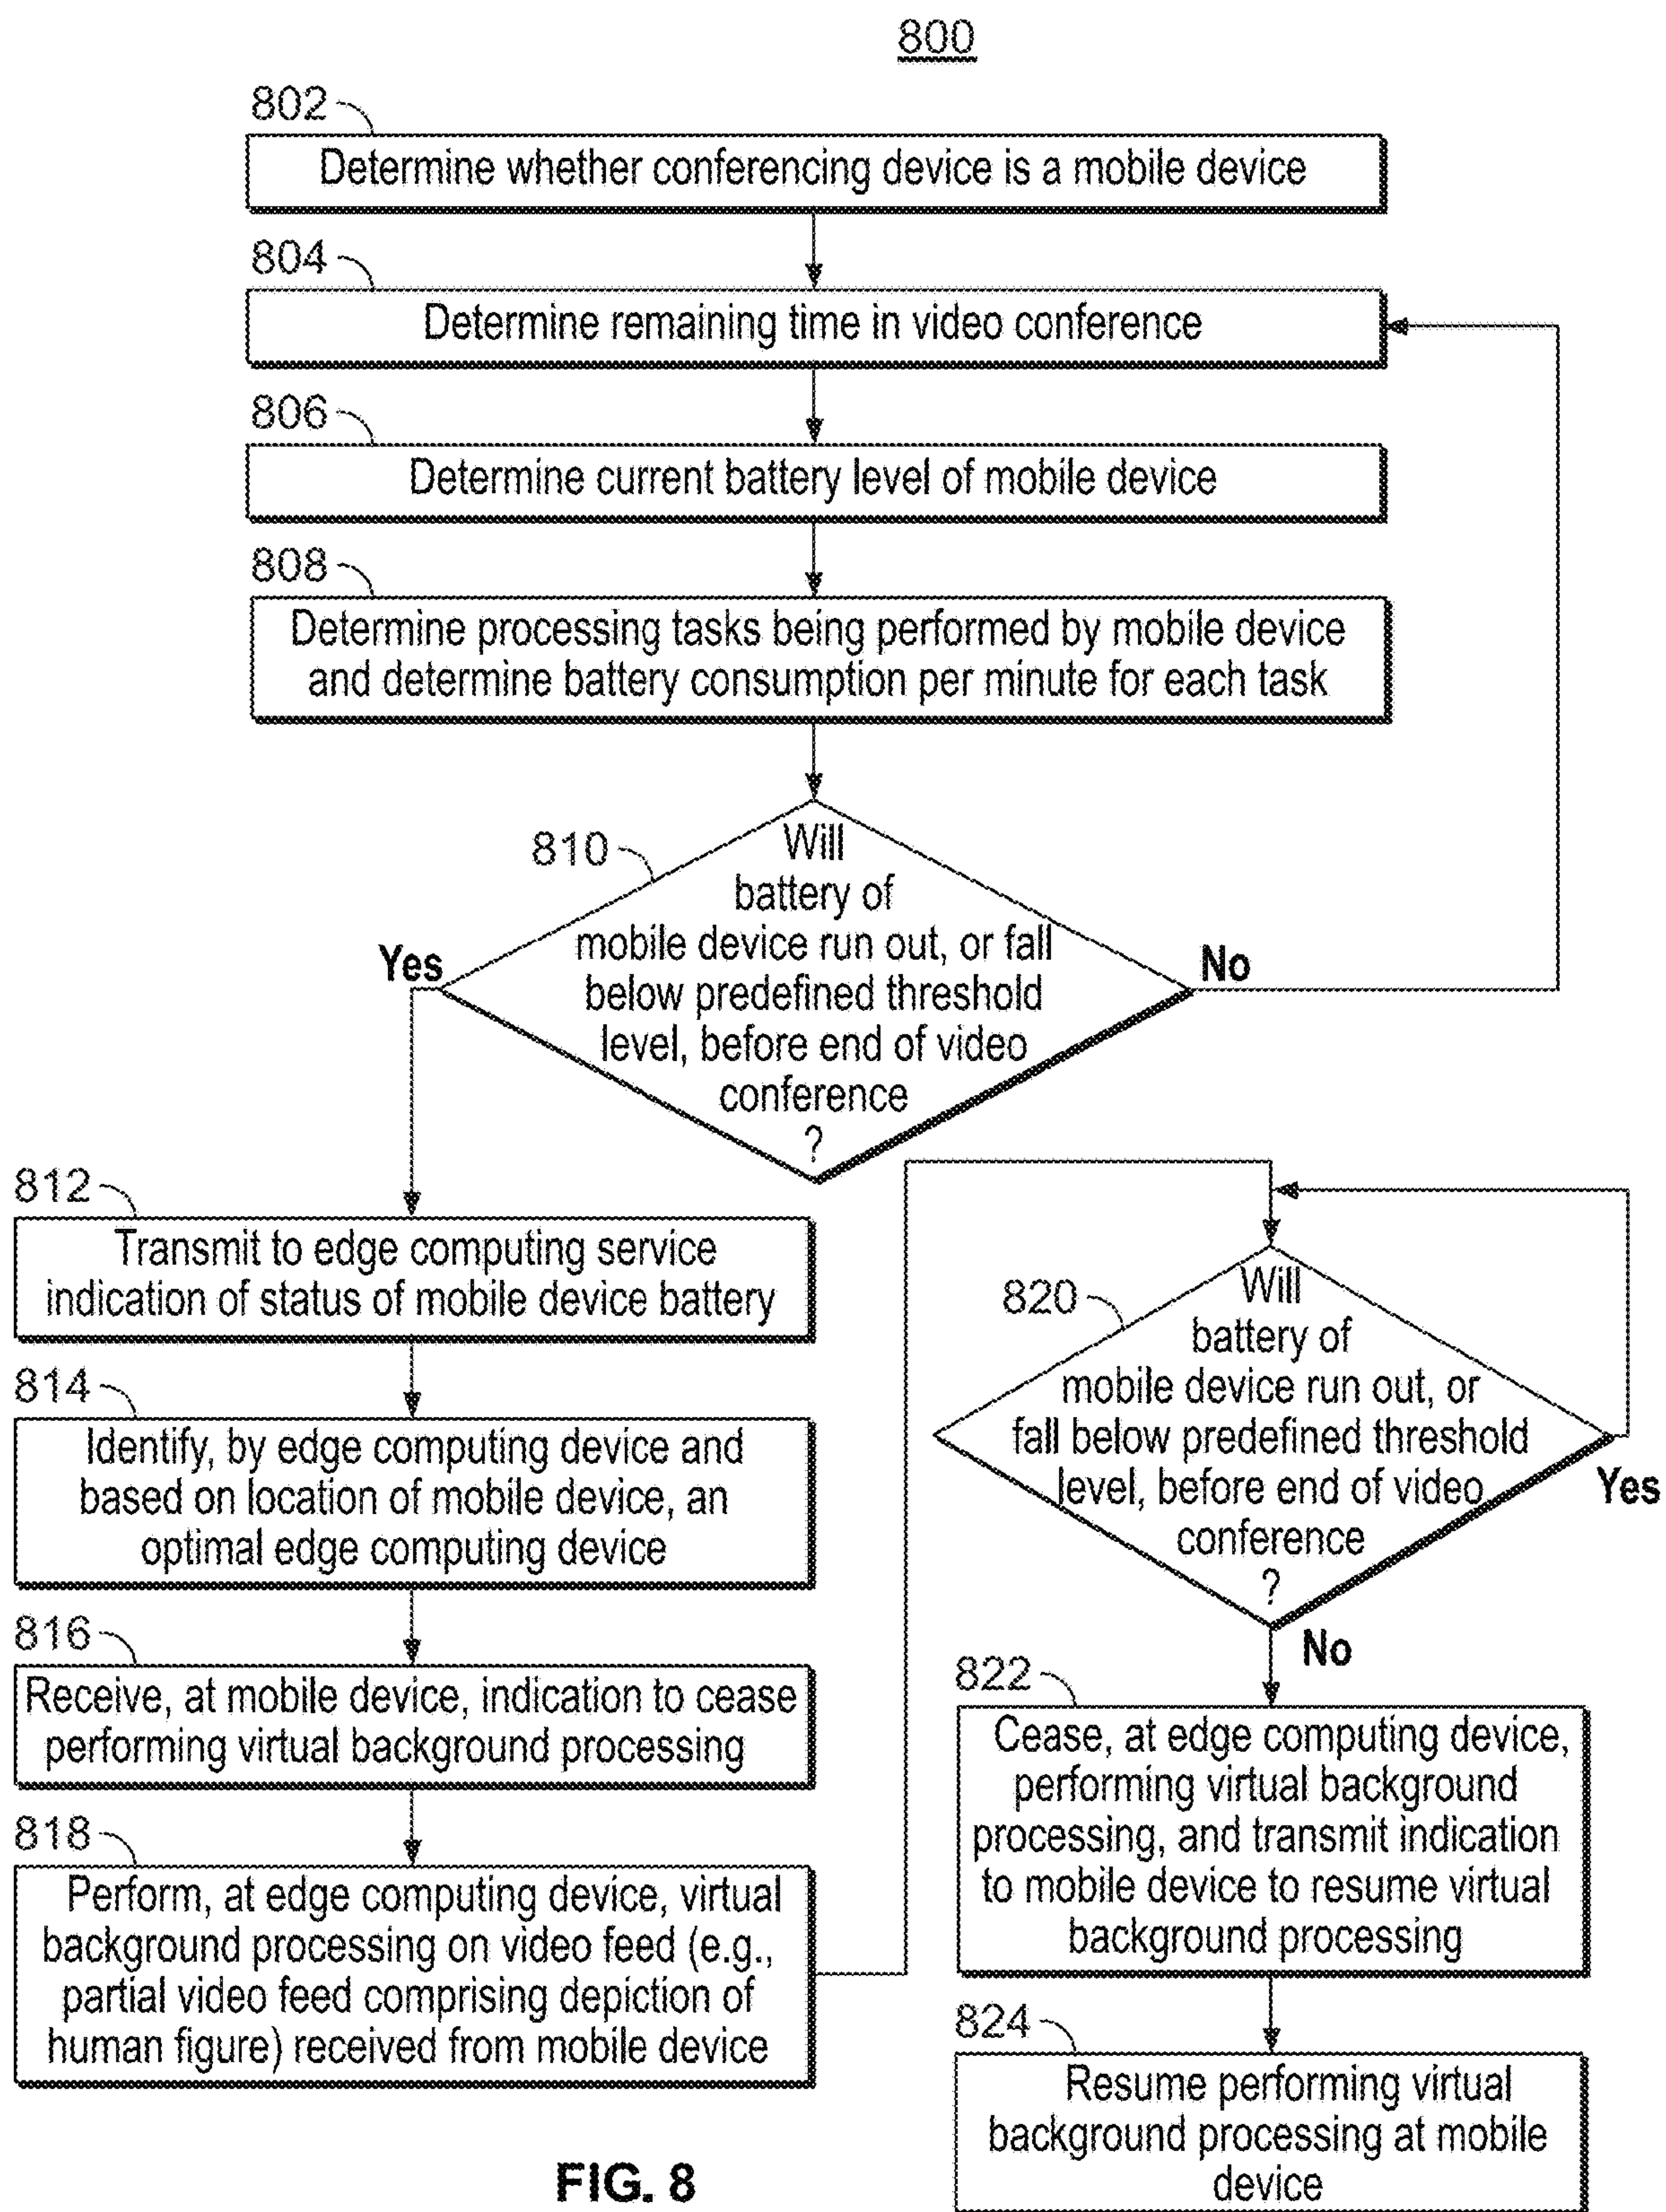 800
802
Determine whether conferencing device is a mobile device
804
Determine remaining time in video conference
806
Determine current battery level of mobile device
808
Determine processing tasks being performed by mobile device
and determine battery consumption per minute for each task
810
Will
battery of
mobile device run out, or fall
below predefined threshold
level, before end of video
conference
?
Yes
No
812
Transmit to edge computing service
indication of status of mobile device battery
814
Identify, by edge computing device and
based on location of mobile device, an
optimal edge computing device
816
Receive, at mobile device, indication to cease
performing virtual background processing
818
Perform, at edge computing device, virtual
background processing on video feed (e.g.,
partial video feed comprising depiction of
human figure) received from mobile device
820
Will
battery of
mobile device run out, or
fall below predefined threshold
level, before end of video
conference
?
Yes
No
822
Cease, at edge computing device,
performing virtual background
processing, and transmit indication
to mobile device to resume virtual
background processing
824
Resume performing virtual
background processing at mobile
device
FIG. 8